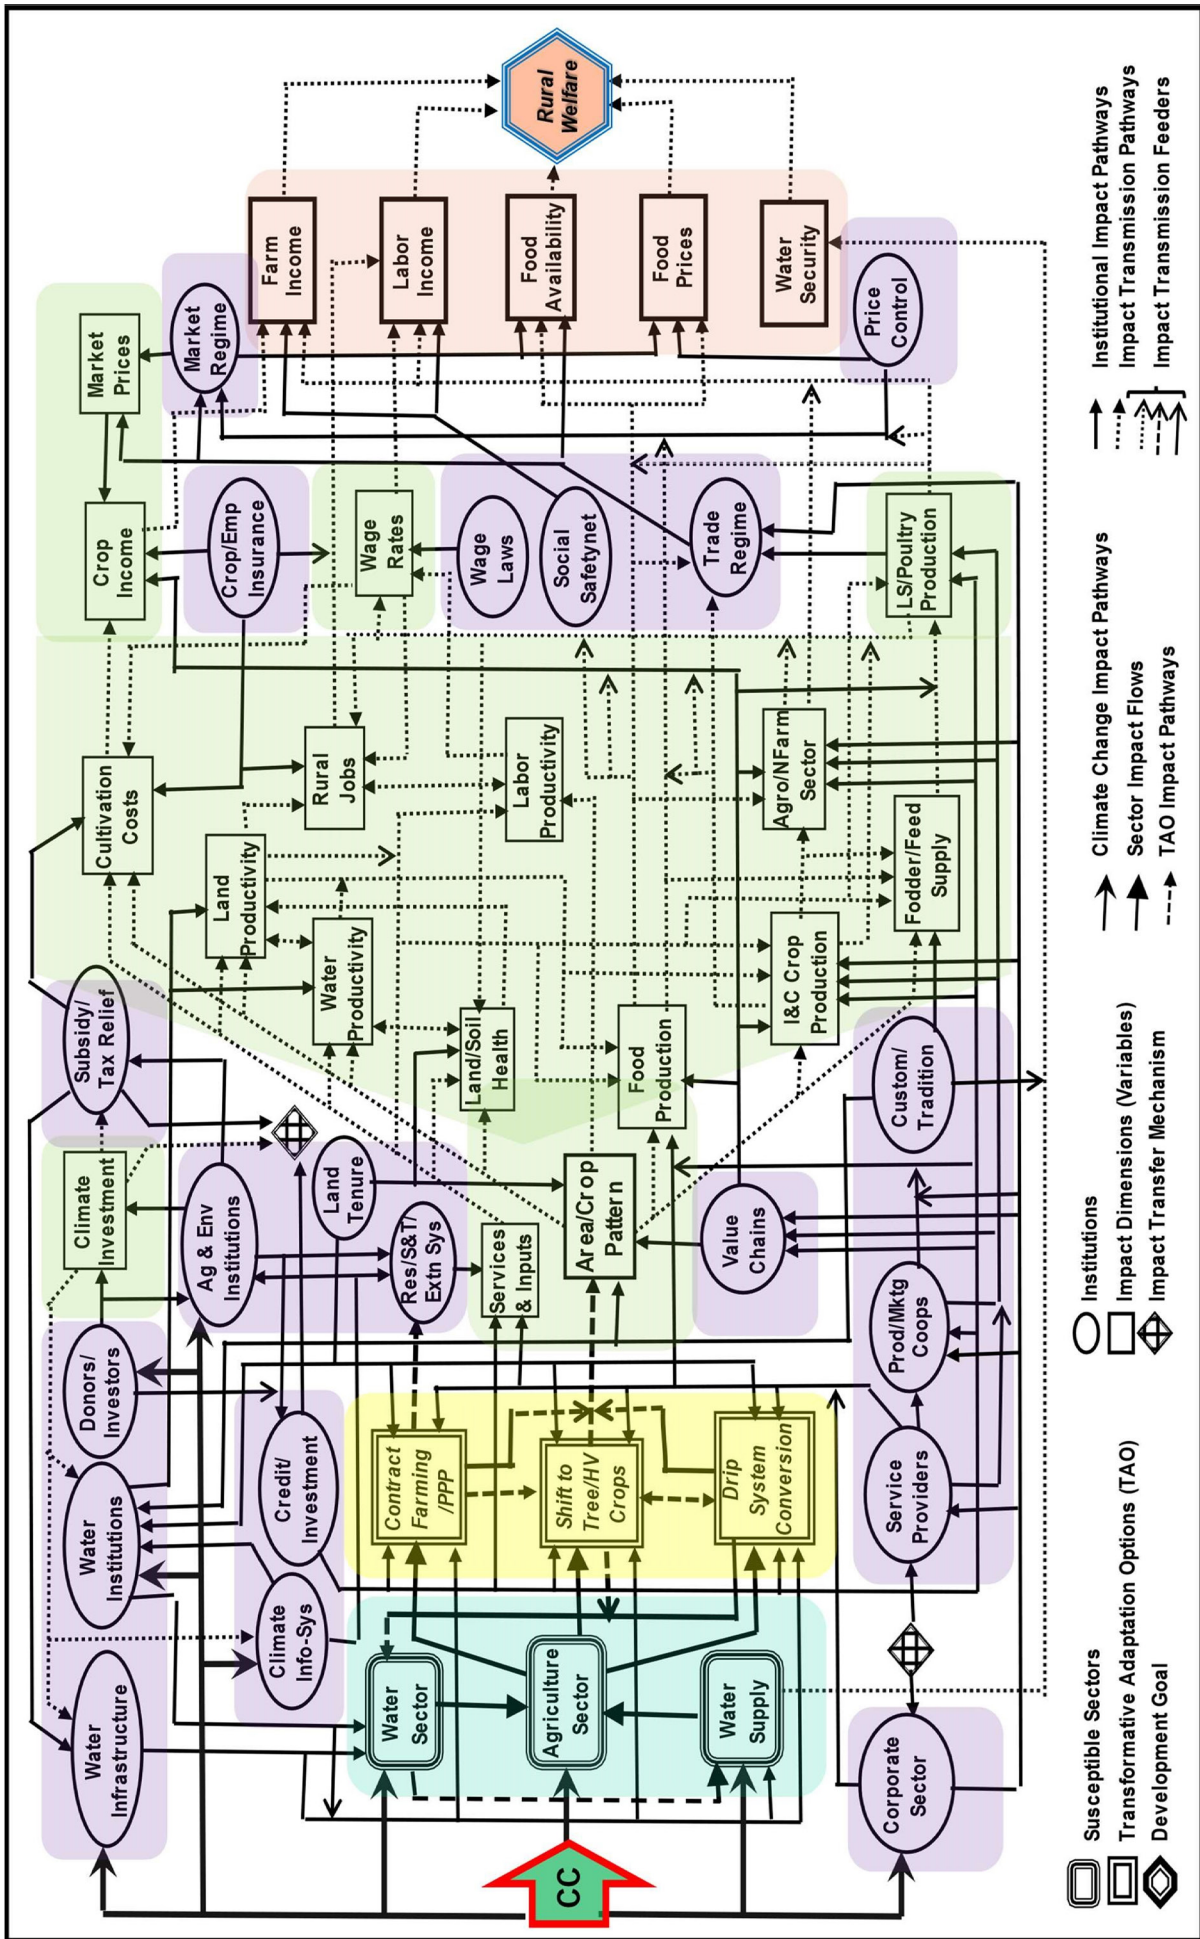 CC
Water
Infrastructure
Water
Institutions
Donors/
Investors
Climate
Investment
Subsidy/
Tax Relief
Cultivation
Costs
Crop
Income
Market
Prices
Climate
Info-Sys
Credit/
Investment
Ag & Env
Institutions
Land
Tenure
Res/S&T/
Extn Sys
Land
Productivity
Water
Productivity
Rural
Jobs
Crop/Emp
Insurance
Market
Regime
Farm
Income
Water
Sector
Contract
Farming
/PPP
Services
& Inputs
Land/Soil
Health
Labor
Productivity
Wage
Rates
Wage
Laws
Labor
Income
Agriculture
Sector
Shift to
Tree/HV
Crops
Area/Crop
Pattern
Food
Production
Social
Safetynet
Food
Availability
Rural
Welfare
Water
Supply
Drip
System
Conversion
Value
Chains
I&C Crop
Production
Agro/NFarm
Sector
Trade
Regime
Food
Prices
Water
Security
Corporate
Sector
Service
Providers
Prod/Mktg
Coops
Custom/
Tradition
Fodder/Feed
Supply
LS/Poultry
Production
Price
Control
Susceptible Sectors
Transformative Adaptation Options (TAO)
Development Goal
Institutions
Impact Dimensions (Variables)
Impact Transfer Mechanism
Climate Change Impact Pathways
Sector Impact Flows
TAO Impact Pathways
Institutional Impact Pathways
Impact Transmission Pathways
Impact Transmission Feeders